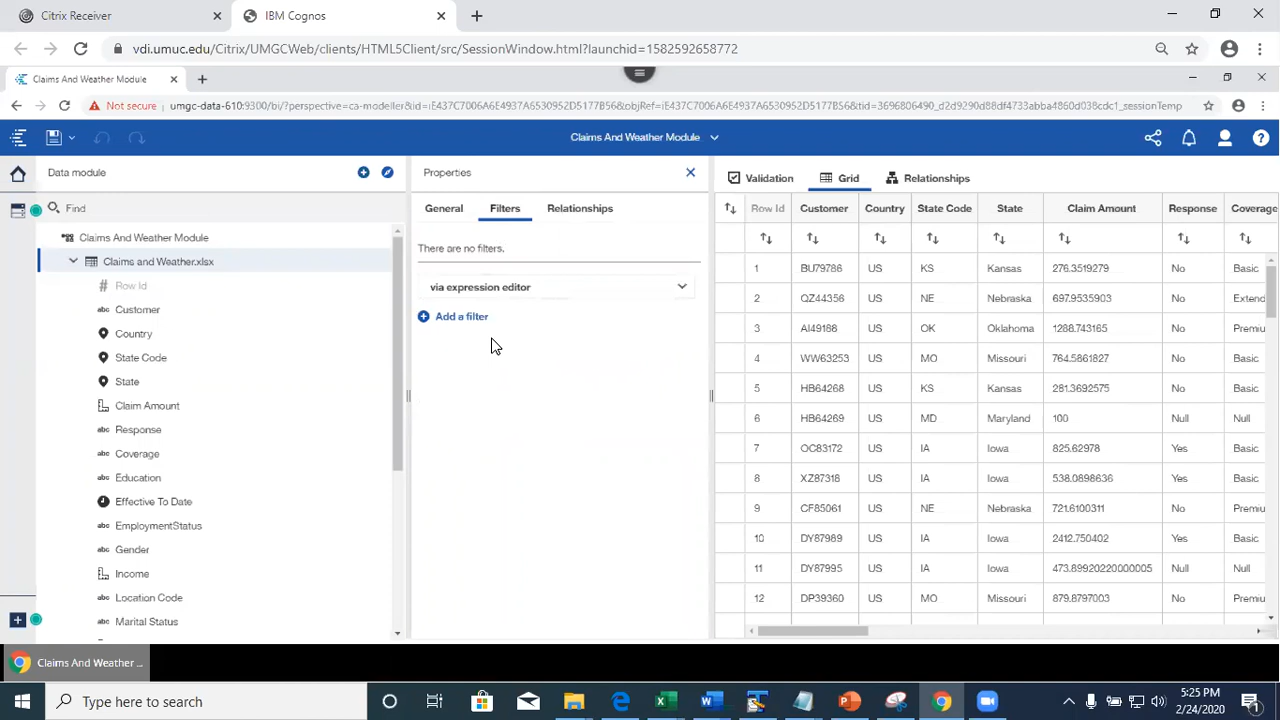 Citrix Receiver
IBM Cognos
vdi.umuc.edu/Citrix/UMGCWeb/clients/HTML5Client/src/SessionWindow.html?launchid=1582592658772
Claims And Weather Module
Not secure
umgc-data-610:9300/bi/?perspective=ca-modeller&id=iE437C7006A6E4937A6530952D5177B56&objRef=iE437C7006A6E4937A6530952D5177B56&tid=3696806490_d2d9290d88df4733abba4860d038cdc1_sessionTemp
Claims And Weather Module
Data module
Find
Claims And Weather Module
Claims and Weather.xlsx
# Row Id
abc Customer
Country
State Code
State
Claim Amount
abc Response
abc Coverage
abc Education
Effective To Date
abc EmploymentStatus
abc Gender
Income
abc Location Code
abc Marital Status
Properties
General Filters Relationships
There are no filters.
via expression editor
Add a filter
Validation Grid Relationships
Row Id Customer Country State Code State Claim Amount Response Coverage
1 BU79786 US KS Kansas 276.3519279 No Basic
2 QZ44356 US NE Nebraska 697.9535903 No Extend
3 AI49188 US OK Oklahoma 1288.743165 No Premiu
4 WW63253 US MO Missouri 764.5861827 No Basic
5 HB64268 US KS Kansas 281.3692575 No Basic
6 HB64269 US MD Maryland 100 Null Null
7 OC83172 US IA Iowa 825.62978 Yes Basic
8 XZ87318 US IA Iowa 538.0898636 Yes Basic
9 CF85061 US NE Nebraska 721.6100311 No Premiu
10 DY87989 US IA Iowa 2412.750402 Yes Basic
11 DY87995 US IA Iowa 473.89920220000005 Null Null
12 DP39360 US MO Missouri 879.8797003 No Premiu
Claims And Weather ...
Type here to search
5:25 PM
2/24/2020